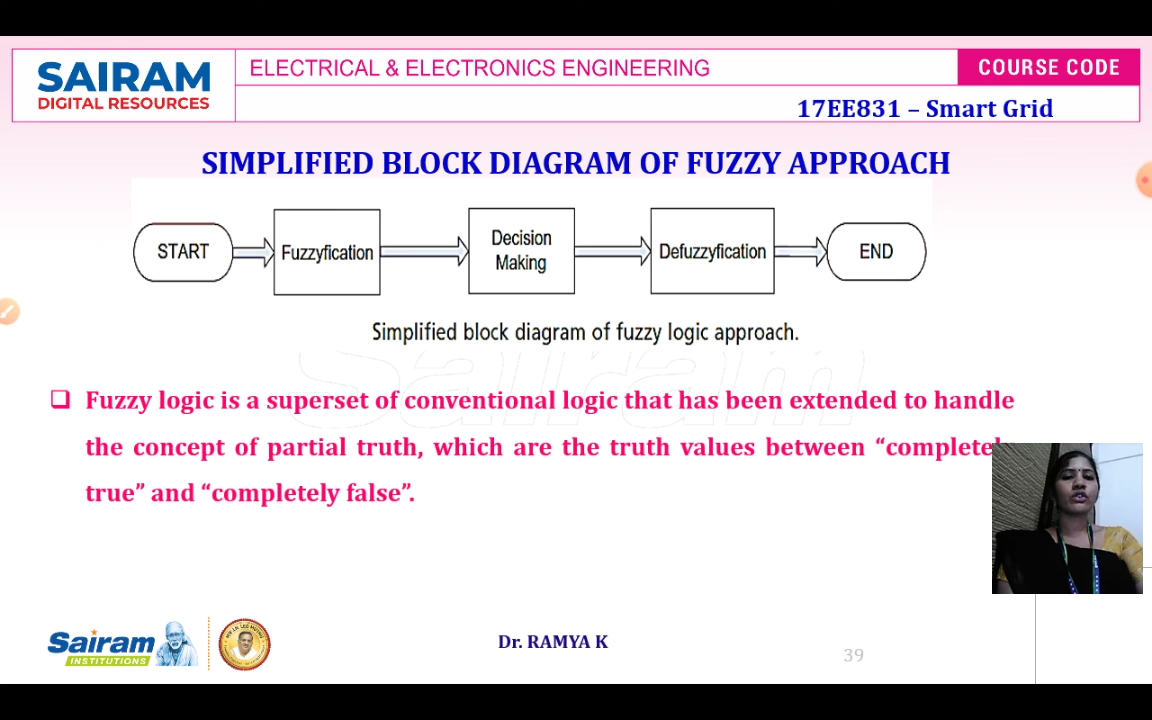 SAIRAM
DIGITAL RESOURCES
ELECTRICAL & ELECTRONICS ENGINEERING
COURSE CODE
17EE831 – Smart Grid
SIMPLIFIED BLOCK DIAGRAM OF FUZZY APPROACH
START
Fuzzyfication
Decision
Making
Defuzzyfication
END
Simplified block diagram of fuzzy logic approach.
Sairam
❑ Fuzzy logic is a superset of conventional logic that has been extended to handle
the concept of partial truth, which are the truth values between “completely
true” and “completely false”.
Sairam
INSTITUTIONS
Dr. RAMYA K
39